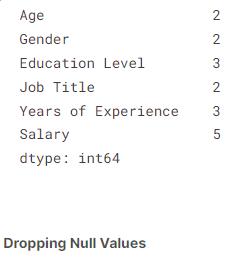 Age 2
Gender 2
Education Level 3
Job Title 2
Years of Experience 3
Salary 5
dtype: int64
Dropping Null Values